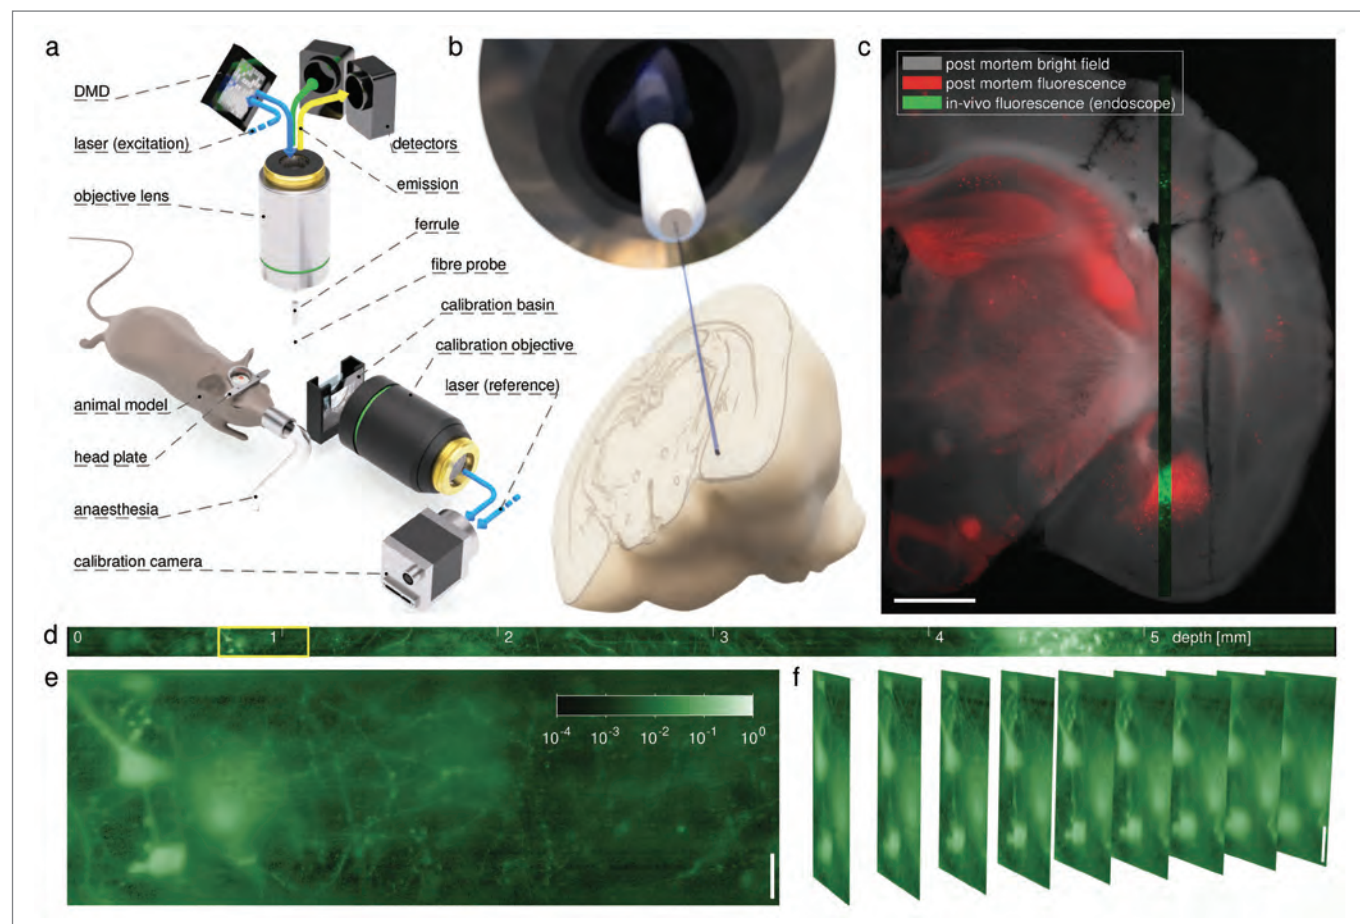 a
DMD
laser (excitation)
objective lens
detectors
emission
ferrule
fibre probe
calibration basin
calibration objective
laser (reference)
animal model
head plate
anaesthesia
calibration camera
b
c
post mortem bright field
post mortem fluorescence
in-vivo fluorescence (endoscope)
d
0 1 2 3 4 5 depth [mm]
e
10⁻⁴ 10⁻³ 10⁻² 10⁻¹ 10⁰
f